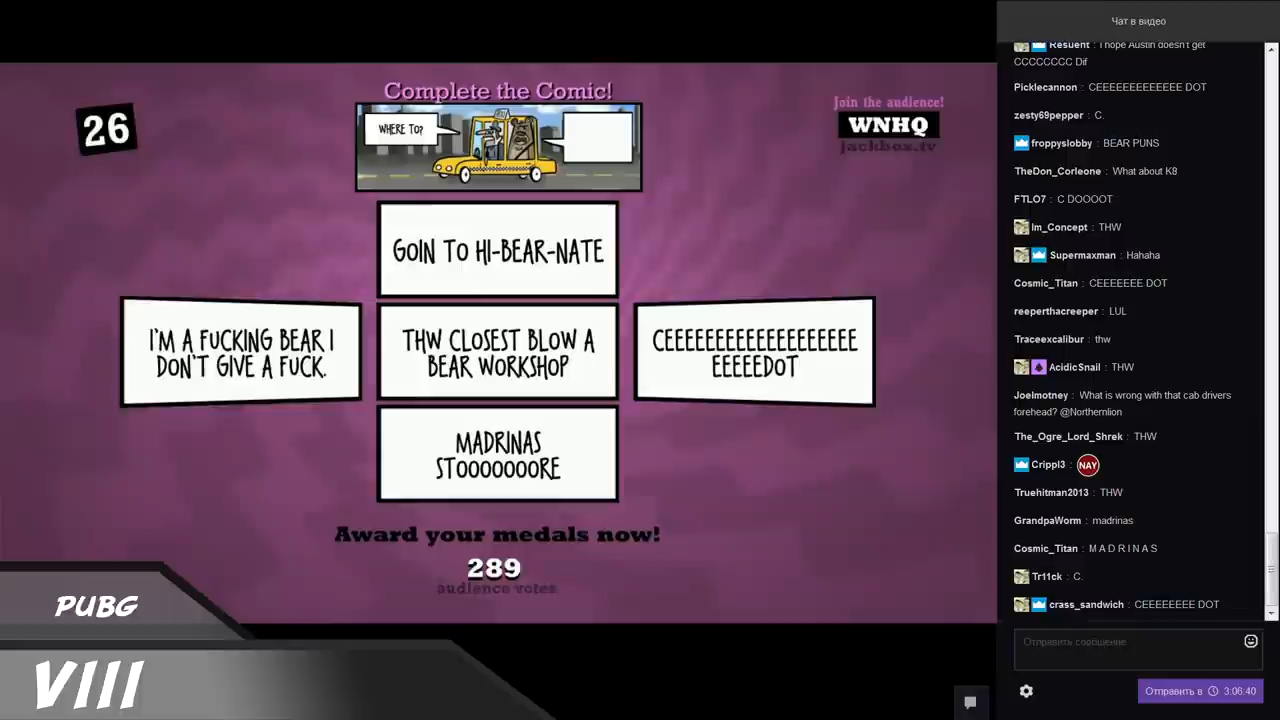 Complete the Comic!
26
WHERE TO?
Join the audience!
WNHQ
jackbox.tv
GOIN TO HI-BEAR-NATE
I'M A FUCKING BEAR I
DON'T GIVE A FUCK.
THW CLOSEST BLOW A
BEAR WORKSHOP
CEEEEEEEEEEEEEEEEEEE
EEEEEDOT
MADRINAS
STOOOOOOORE
Award your medals now!
289
audience votes
PUBG
VIII
Чат в видео
Resuent : I hope Austin doesn't get
CCCCCCCC Dif
Picklecannon : CEEEEEEEEEEEEE DOT
zesty69pepper : C.
froppyslobby : BEAR PUNS
TheDon_Corleone : What about K8
FTLO7 : C DOOOOT
Im_Concept : THW
Supermaxman : Hahaha
Cosmic_Titan : CEEEEEEE DOT
reeperthacreeper : LUL
Traceexcalibur : thw
AcidicSnail : THW
Joelmotney : What is wrong with that cab drivers
forehead? @Northernlion
The_Ogre_Lord_Shrek : THW
Crippl3 : NAY
Truehitman2013 : THW
GrandpaWorm : madrinas
Cosmic_Titan : M A D R I N A S
Tr11ck : C.
crass_sandwich : CEEEEEEEE DOT
Отправить сообщение
Отправить в 3:06:40